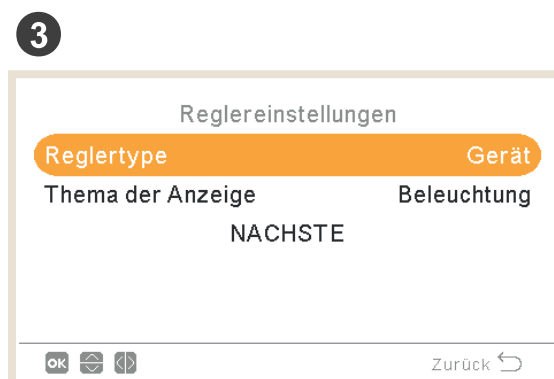 3
Reglereinstellungen
Reglertype Gerät
Thema der Anzeige Beleuchtung
NACHSTE
OK Zurück